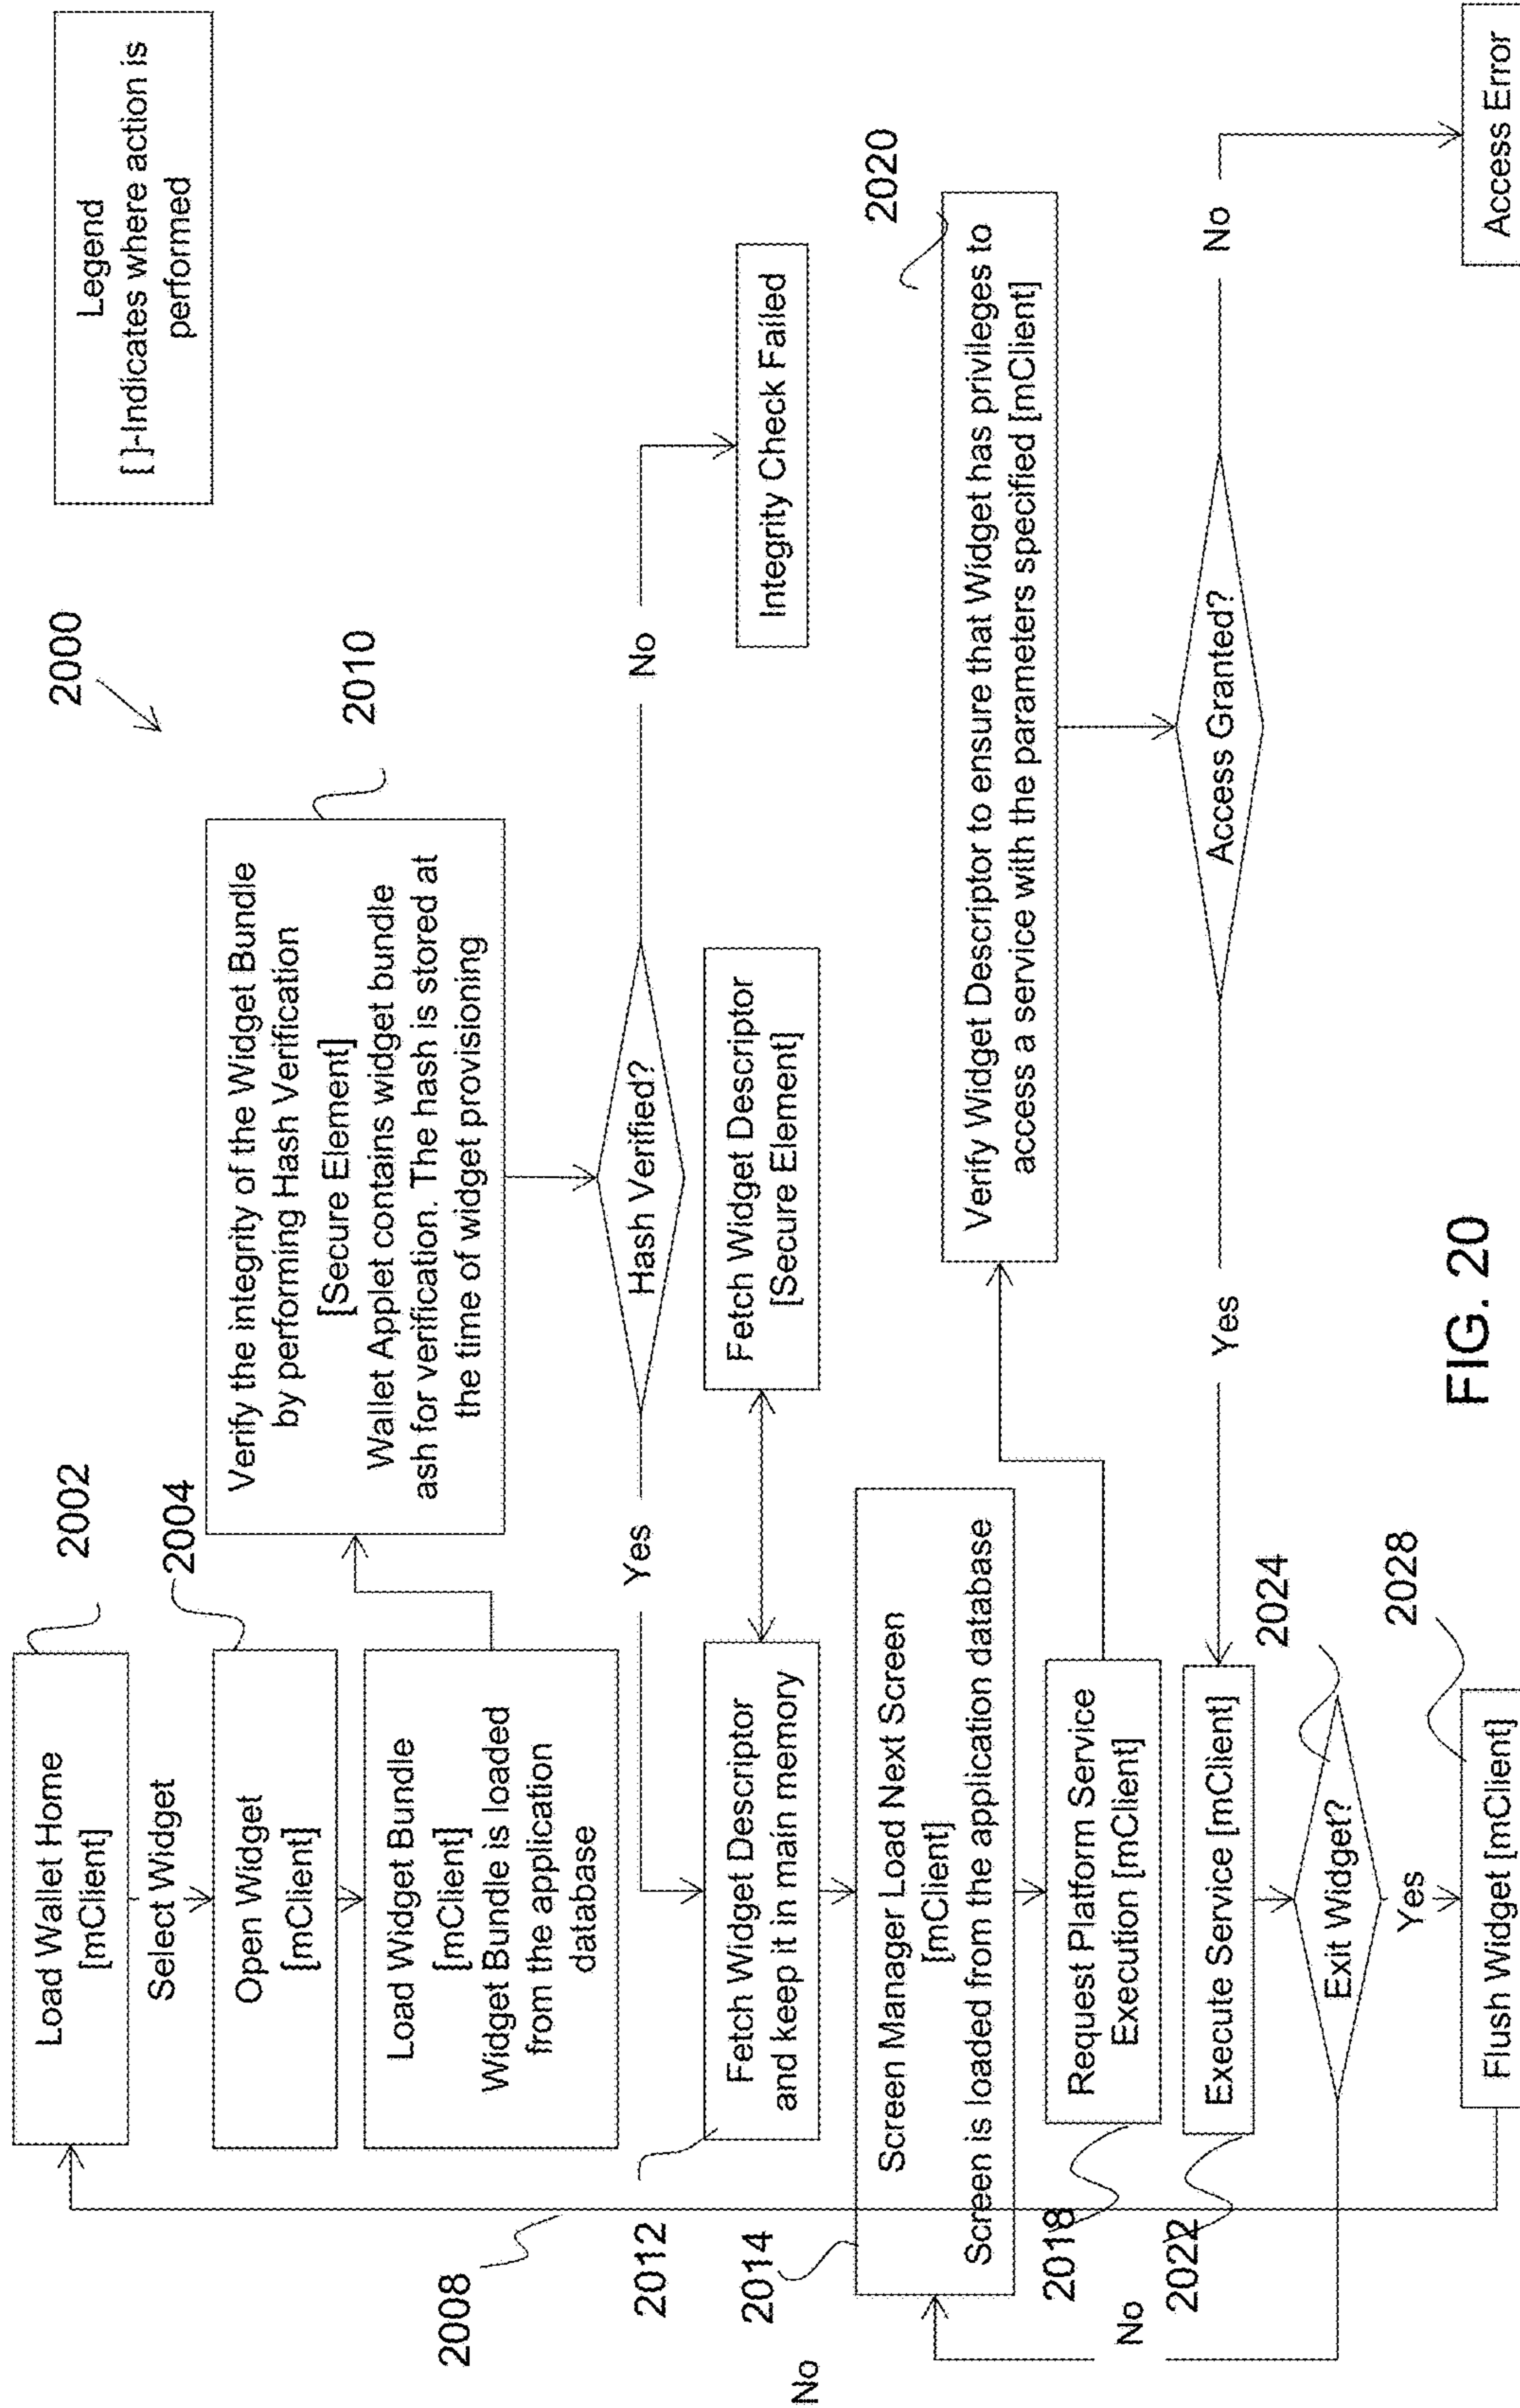 2000
Legend
[ ]-Indicates where action is
performed
2002
Load Wallet Home
[mClient]
Select Widget
2004
Open Widget
[mClient]
Load Widget Bundle
[mClient]
Widget Bundle is loaded
from the application
database
2008
2010
Verify the integrity of the Widget Bundle
by performing Hash Verification
[Secure Element]
Wallet Applet contains widget bundle
ash for verification. The hash is stored at
the time of widget provisioning
Hash Verified?
Yes
No
Integrity Check Failed
2012
Fetch Widget Descriptor
and keep it in main memory
Fetch Widget Descriptor
[Secure Element]
2014
No
Screen Manager Load Next Screen
[mClient]
Screen is loaded from the application database
2018
Request Platform Service
Execution [mClient]
2020
Verify Widget Descriptor to ensure that Widget has privileges to
access a service with the parameters specified [mClient]
Access Granted?
Yes
No
Access Error
No
2022
Execute Service [mClient]
2024
Exit Widget?
Yes
2028
Flush Widget [mClient]
FIG. 20